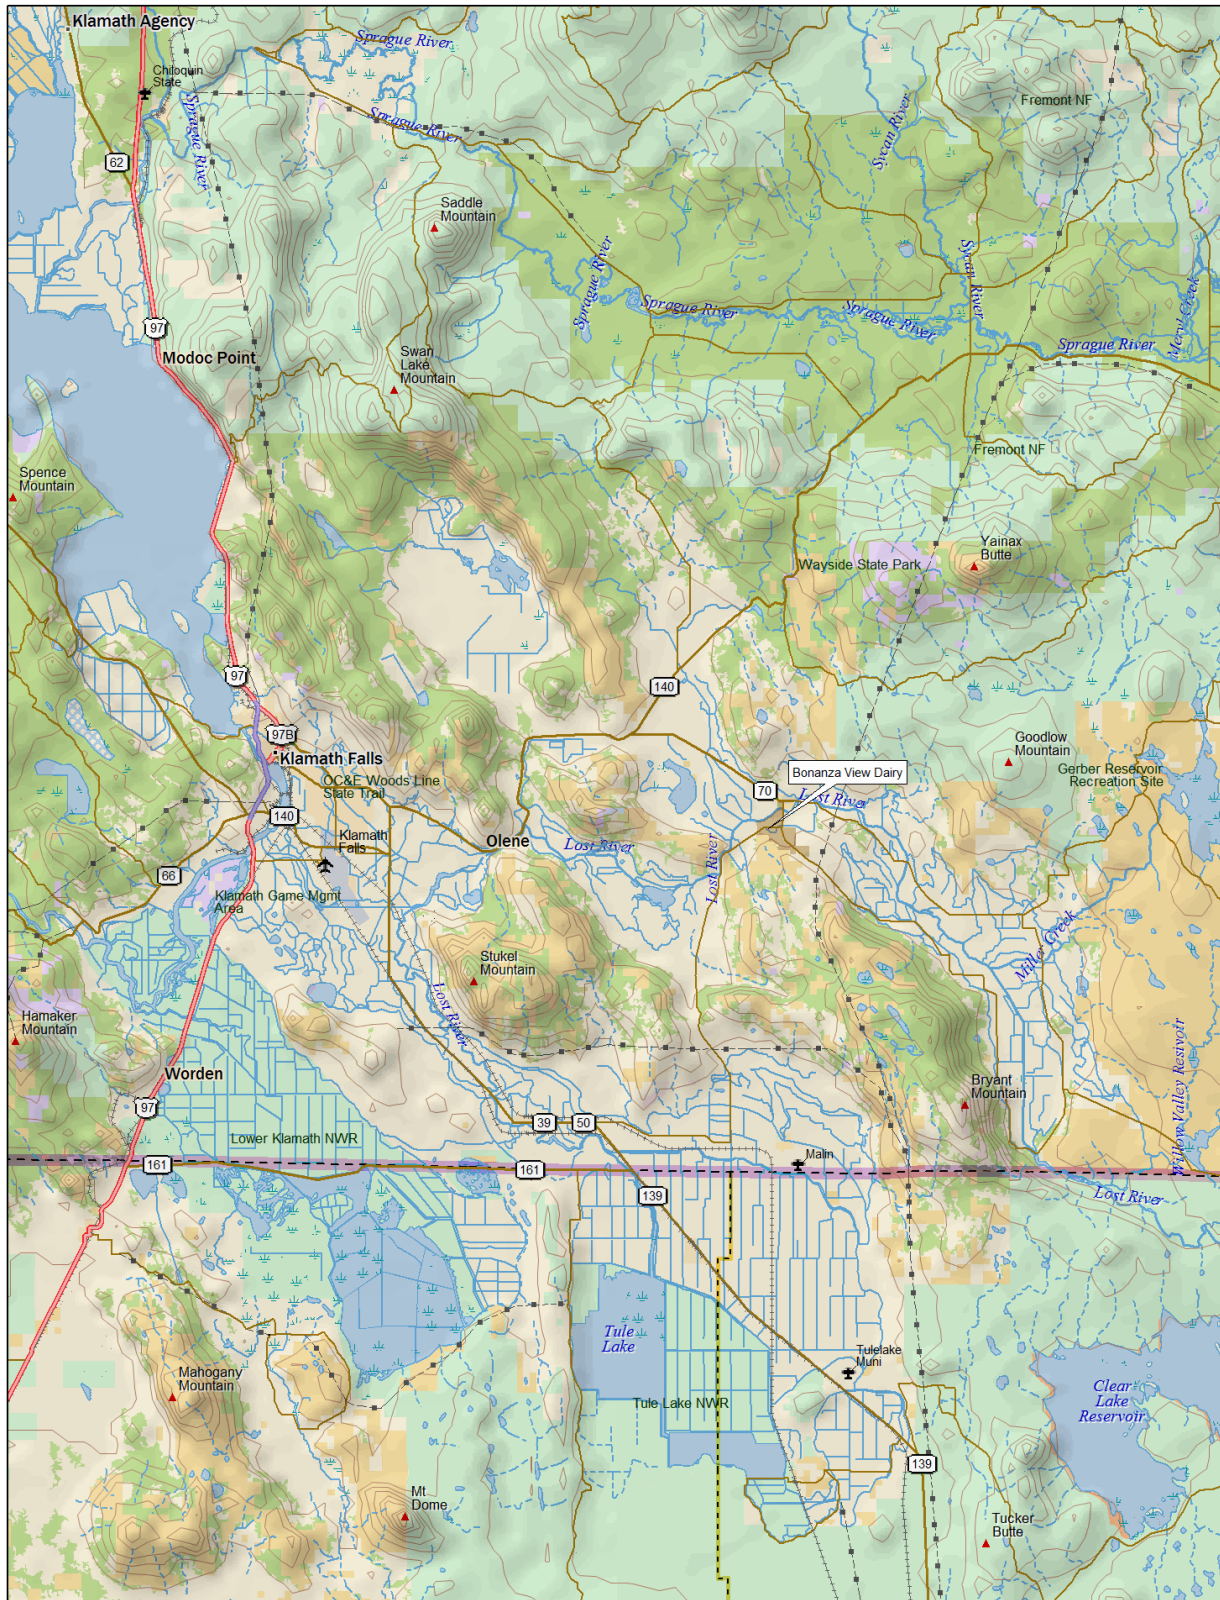 Klamath Agency
Sprague River
Chiloquin
State
Sprague River
Sprague River
Sycan River
Fremont NF
62
Saddle
Mountain
Sprague River
Sycan River
Sprague River
Sprague River
Sprague River
Meryl Creek
97
Modoc Point
Swan
Lake
Mountain
Fremont NF
Spence
Mountain
Yainax
Butte
Wayside State Park
97
140
97B
Klamath Falls
OC&E Woods Line
State Trail
Goodlow
Mountain
Gerber Reservoir
Recreation Site
Bonanza View Dairy
70
Lost River
140
Klamath
Falls
Olene
Lost River
Lost River
66
Klamath Game Mgmt
Area
Miller Creek
Stukel
Mountain
Lost River
Hamaker
Mountain
Worden
Willow Valley Resivoir
Bryant
Mountain
97
39
50
Lower Klamath NWR
161
161
Malin
139
Lost River
Tule
Lake
Tulelake
Muni
Mahogany
Mountain
Clear
Lake
Reservoir
Tule Lake NWR
139
Mt
Dome
Tucker
Butte